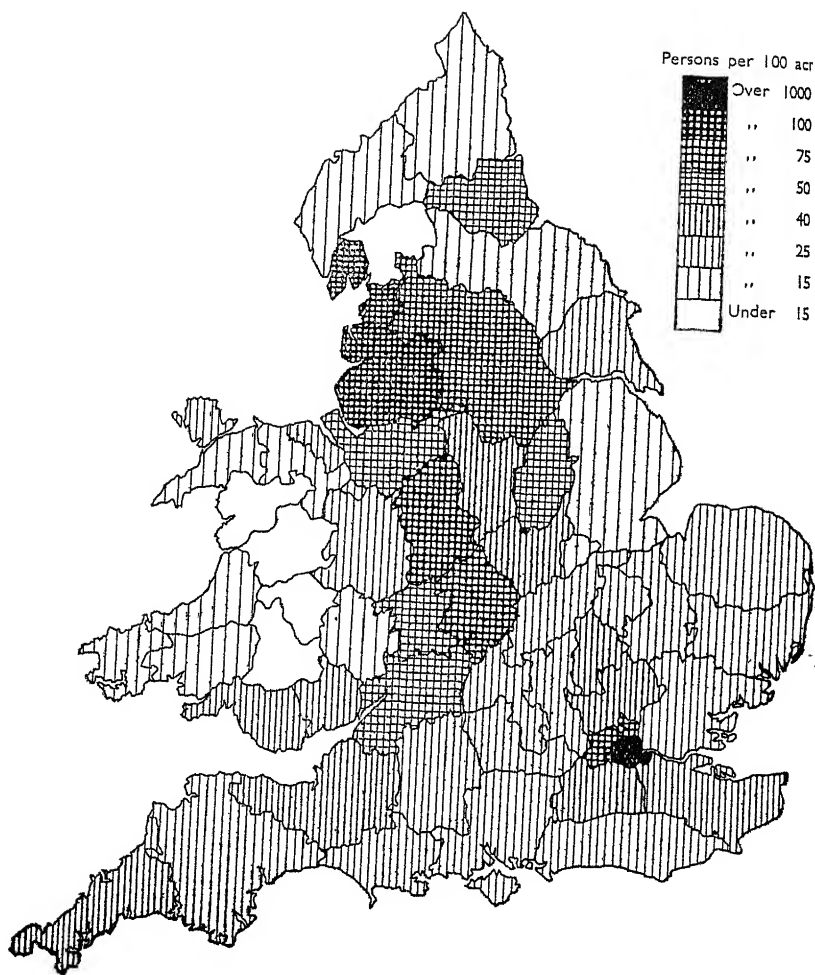 Persons per 100 acr
Over 1000
,, 100
,, 75
,, 50
,, 40
,, 25
,, 15
Under 15